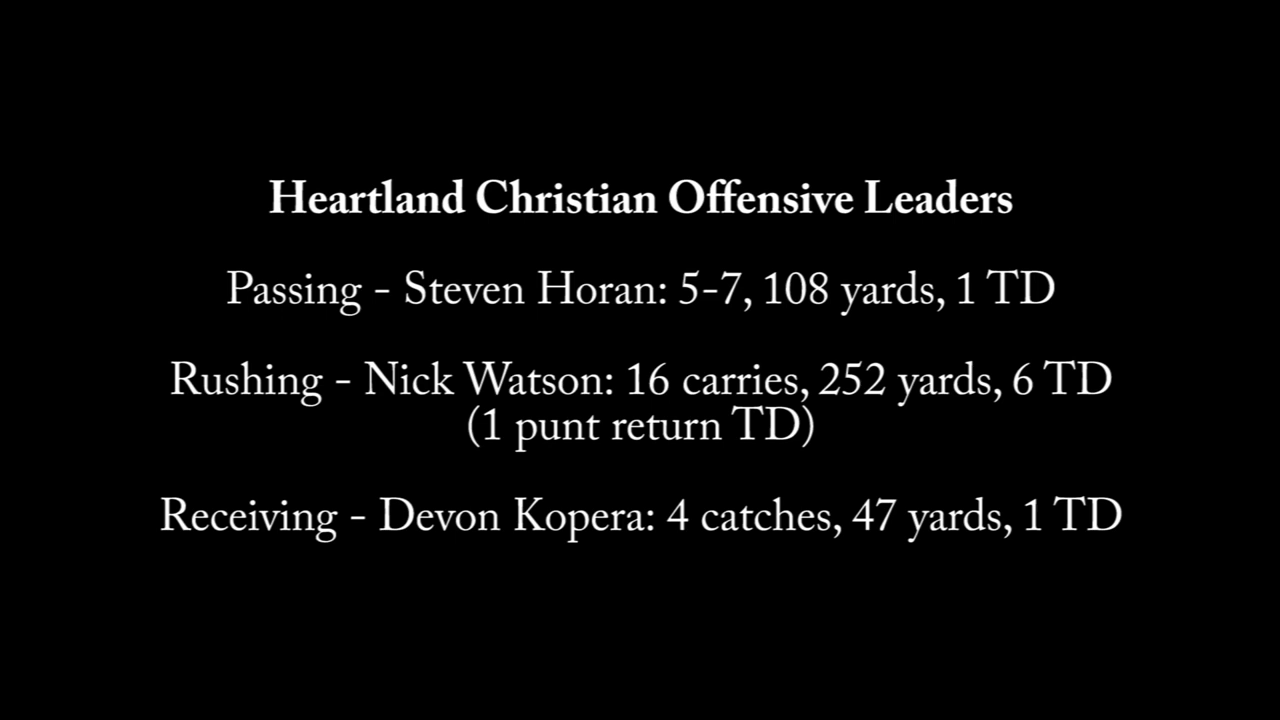 Heartland Christian Offensive Leaders
Passing - Steven Horan: 5-7, 108 yards, 1 TD
Rushing - Nick Watson: 16 carries, 252 yards, 6 TD
(1 punt return TD)
Receiving - Devon Kopera: 4 catches, 47 yards, 1 TD